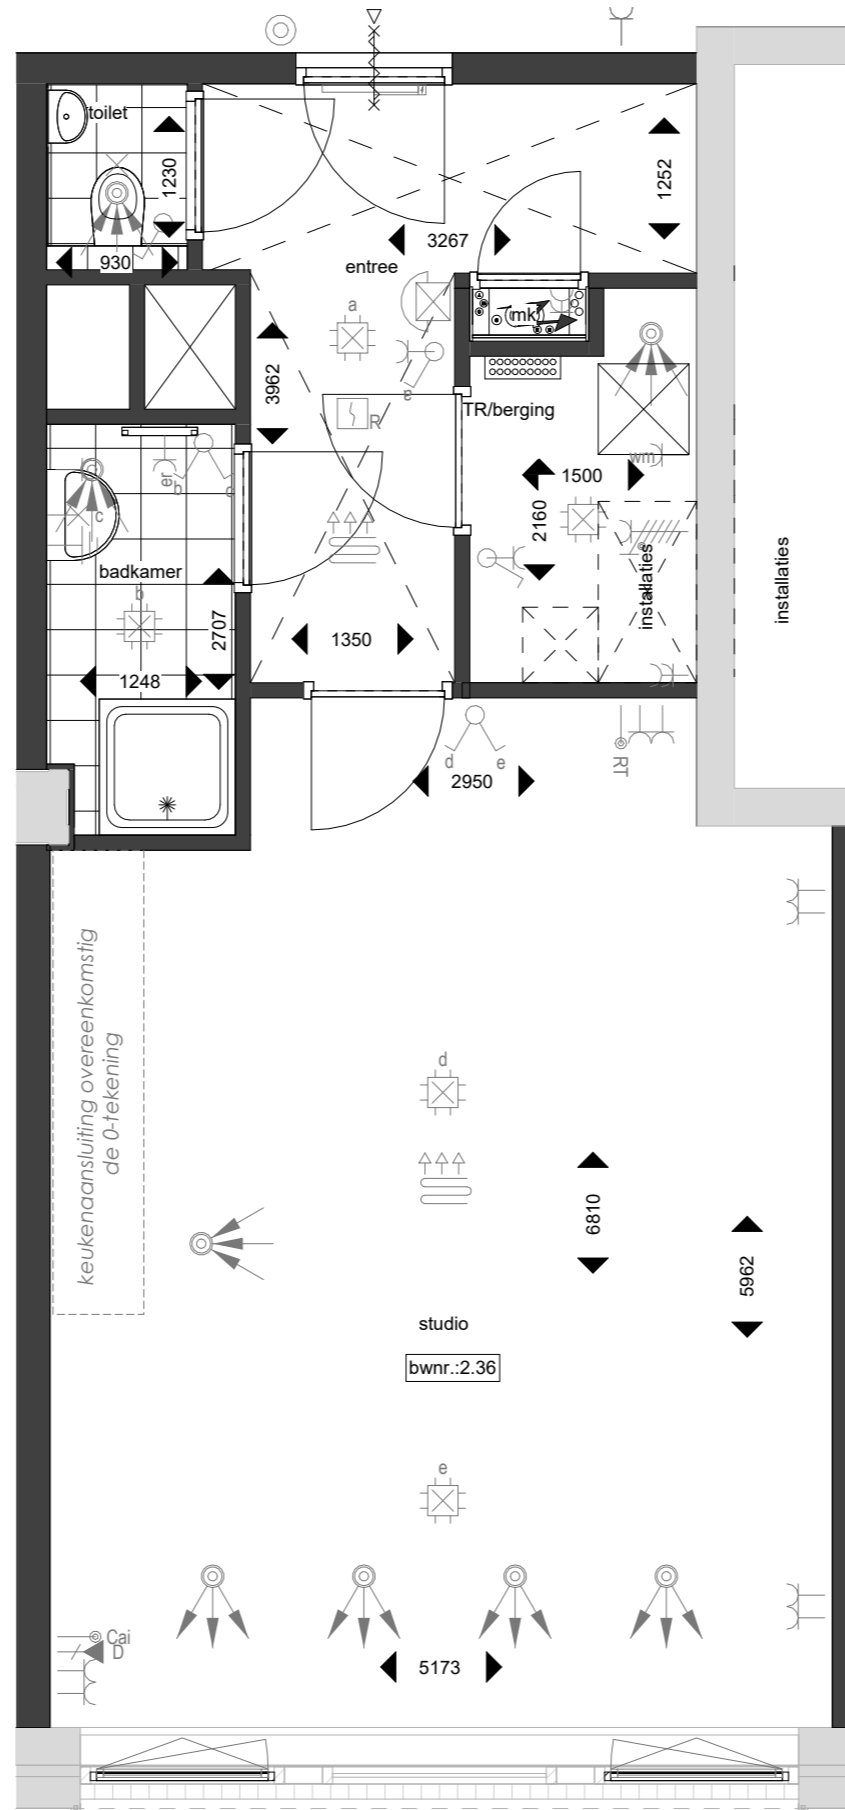 toilet
1230
930
3267
1252
entree
a
3962
mk
e
R
TR/berging
wm
1500
2160
er
b
c
c
badkamer
b
2707
1248
1350
installaties
installaties
d
e
2950
RT
keukenaansluiting overeenkomstig
de 0-tekening
d
6810
5962
studio
bwnr.:2.36
e
Cai
D
5173